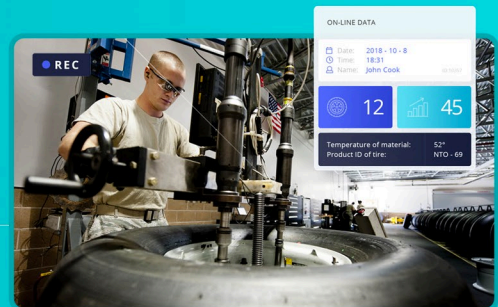 ON-LINE DATA
Date: 2018 - 10 - 8
Time: 18:31
Name: John Cook
REC
12
45
Temperature of material: 52°
Product ID of tire: NTO - 69